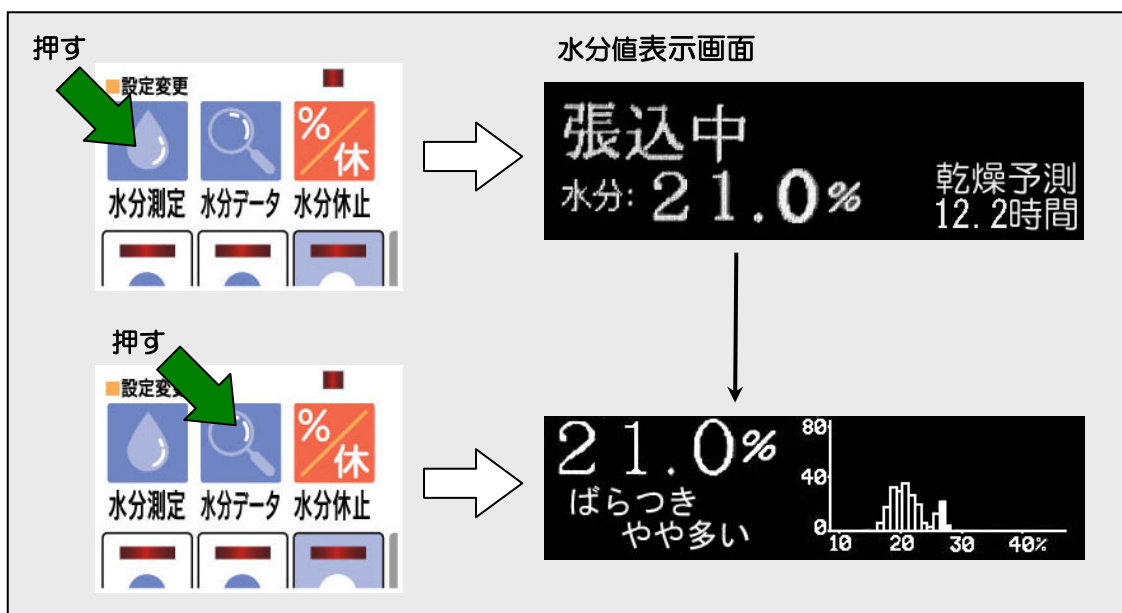 押す
■設定変更
%/休
水分測定 水分データ 水分休止
水分値表示画面
張込中
水分:21.0%
乾燥予測
12.2時間
押す
■設定変
%/休
水分測定 水分データ 水分休止
21.0%
ばらつき
やや多い
80
40
0
10 20 30 40%